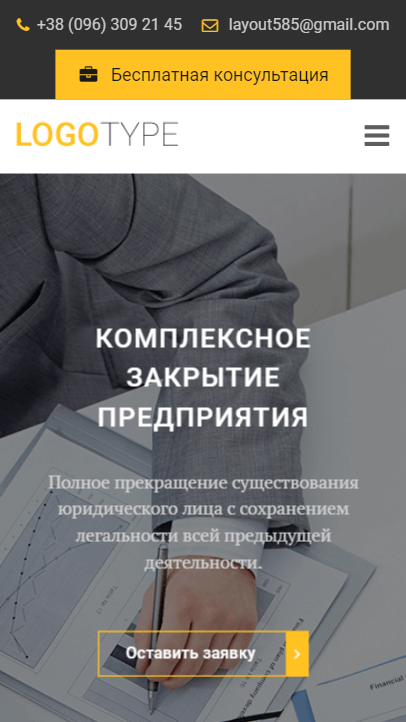 +38 (096) 309 21 45 layout585@gmail.com
Бесплатная консультация
LOGOTYPE
КОМПЛЕКСНОЕ
ЗАКРЫТИЕ
ПРЕДПРИЯТИЯ
Полное прекращение существования
юридического лица с сохранением
легальности всей предыдущей
деятельности.
Оставить заявку
Financial